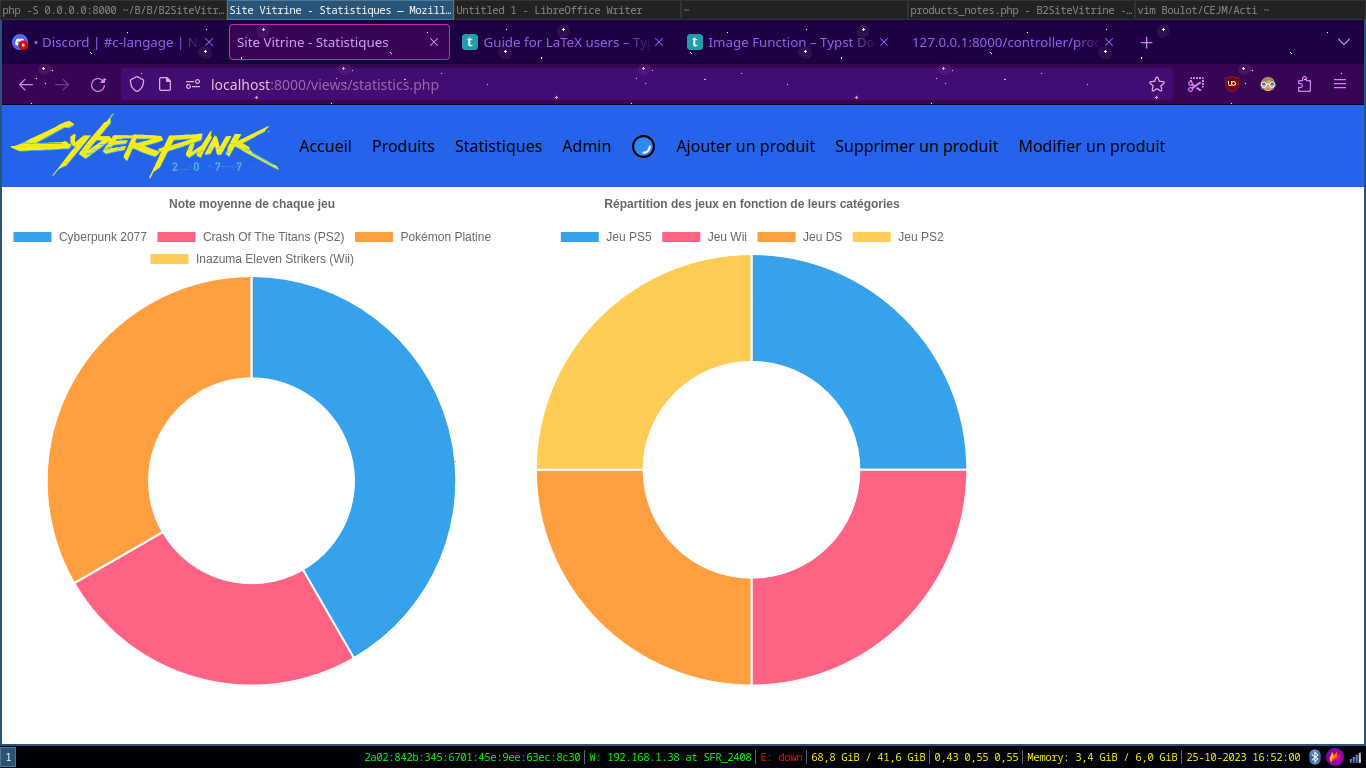 php -S 0.0.0.0:8000 ~/B/B/B2SiteVitr… Site Vitrine - Statistiques — Mozill… Untitled 1 - LibreOffice Writer ~ products_notes.php - B2SiteVitrine -… vim Boulot/CEJM/Acti ~
• Discord | #c-langage | N Site Vitrine - Statistiques Guide for LaTeX users – Typ Image Function – Typst Do 127.0.0.1:8000/controller/prod
localhost:8000/views/statistics.php
CYBERPUNK 2077 Accueil Produits Statistiques Admin Ajouter un produit Supprimer un produit Modifier un produit
Note moyenne de chaque jeu
Cyberpunk 2077 Crash Of The Titans (PS2) Pokémon Platine
Inazuma Eleven Strikers (Wii)
Répartition des jeux en fonction de leurs catégories
Jeu PS5 Jeu Wii Jeu DS Jeu PS2
1 2a02:842b:345:6701:45e:9ee:63ec:8c30 W: 192.168.1.38 at SFR_2408 E: down 68,8 GiB / 41,6 GiB 0,43 0,55 0,55 Memory: 3,4 GiB / 6,0 GiB 25-10-2023 16:52:00